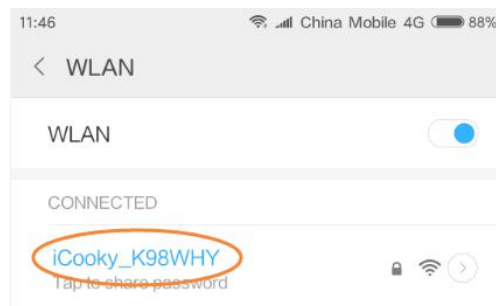 11:46 China Mobile 4G 88%
WLAN
WLAN
CONNECTED
iCooky_K98WHY
Tap to share password